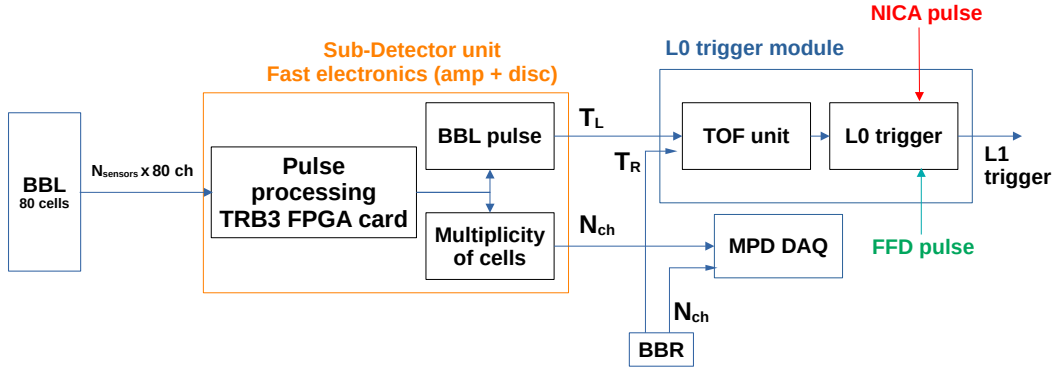 NICA pulse
Sub-Detector unit
Fast electronics (amp + disc)
L0 trigger module
BBL
80 cells
Nsensors x 80 ch
Pulse
processing
TRB3 FPGA card
BBL pulse
Multiplicity
of cells
TL
TR
Nch
TOF unit
L0 trigger
L1
trigger
MPD DAQ
FFD pulse
Nch
BBR